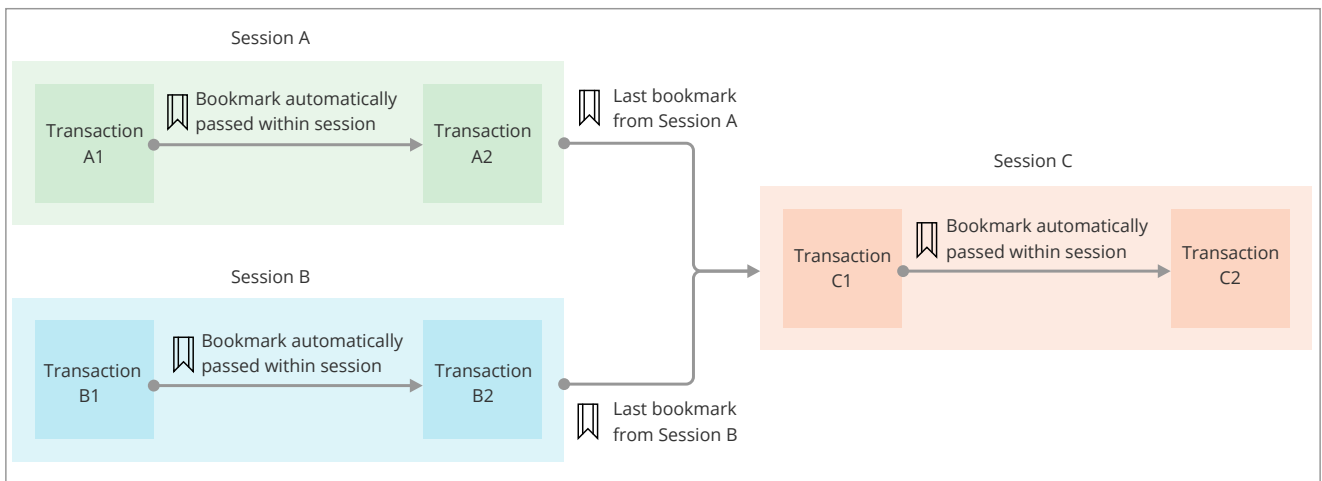 Session A
Transaction
A1
Bookmark automatically
passed within session
Transaction
A2
Last bookmark
from Session A
Session B
Transaction
B1
Bookmark automatically
passed within session
Transaction
B2
Last bookmark
from Session B
Session C
Transaction
C1
Bookmark automatically
passed within session
Transaction
C2